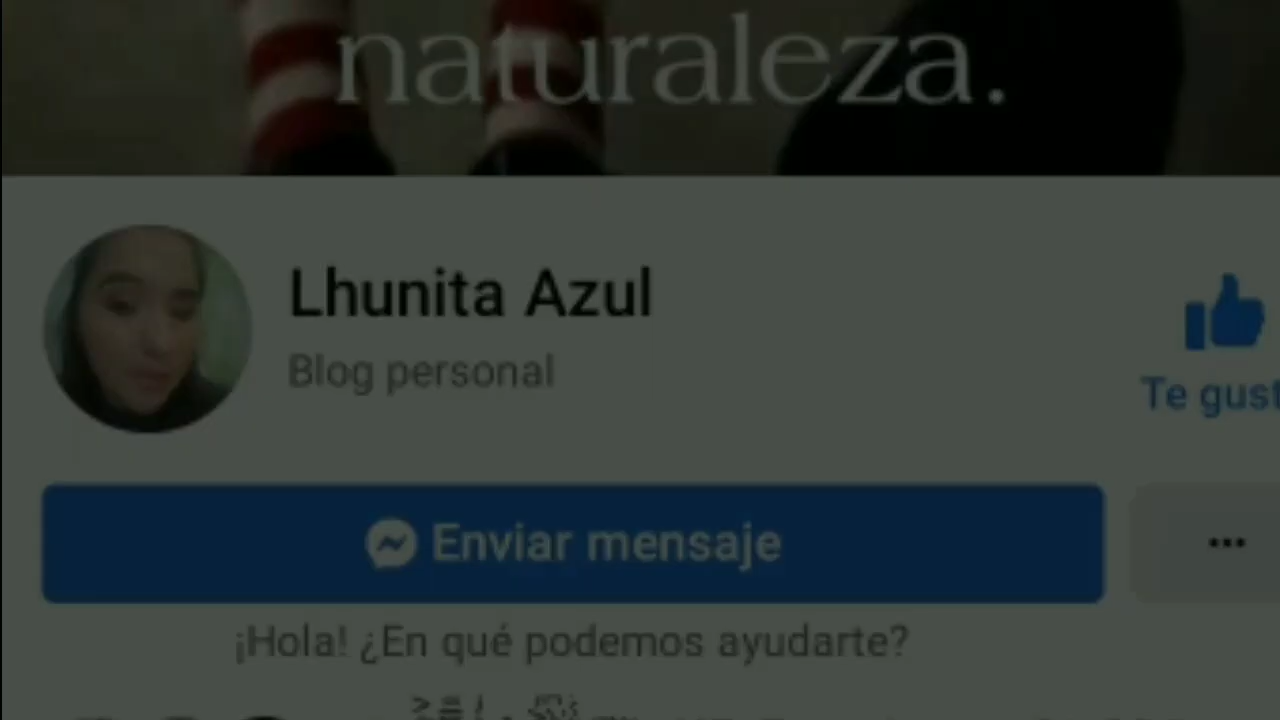 naturaleza.
Lhunita Azul
Blog personal
Te gust
Enviar mensaje
¡Hola! ¿En qué podemos ayudarte?